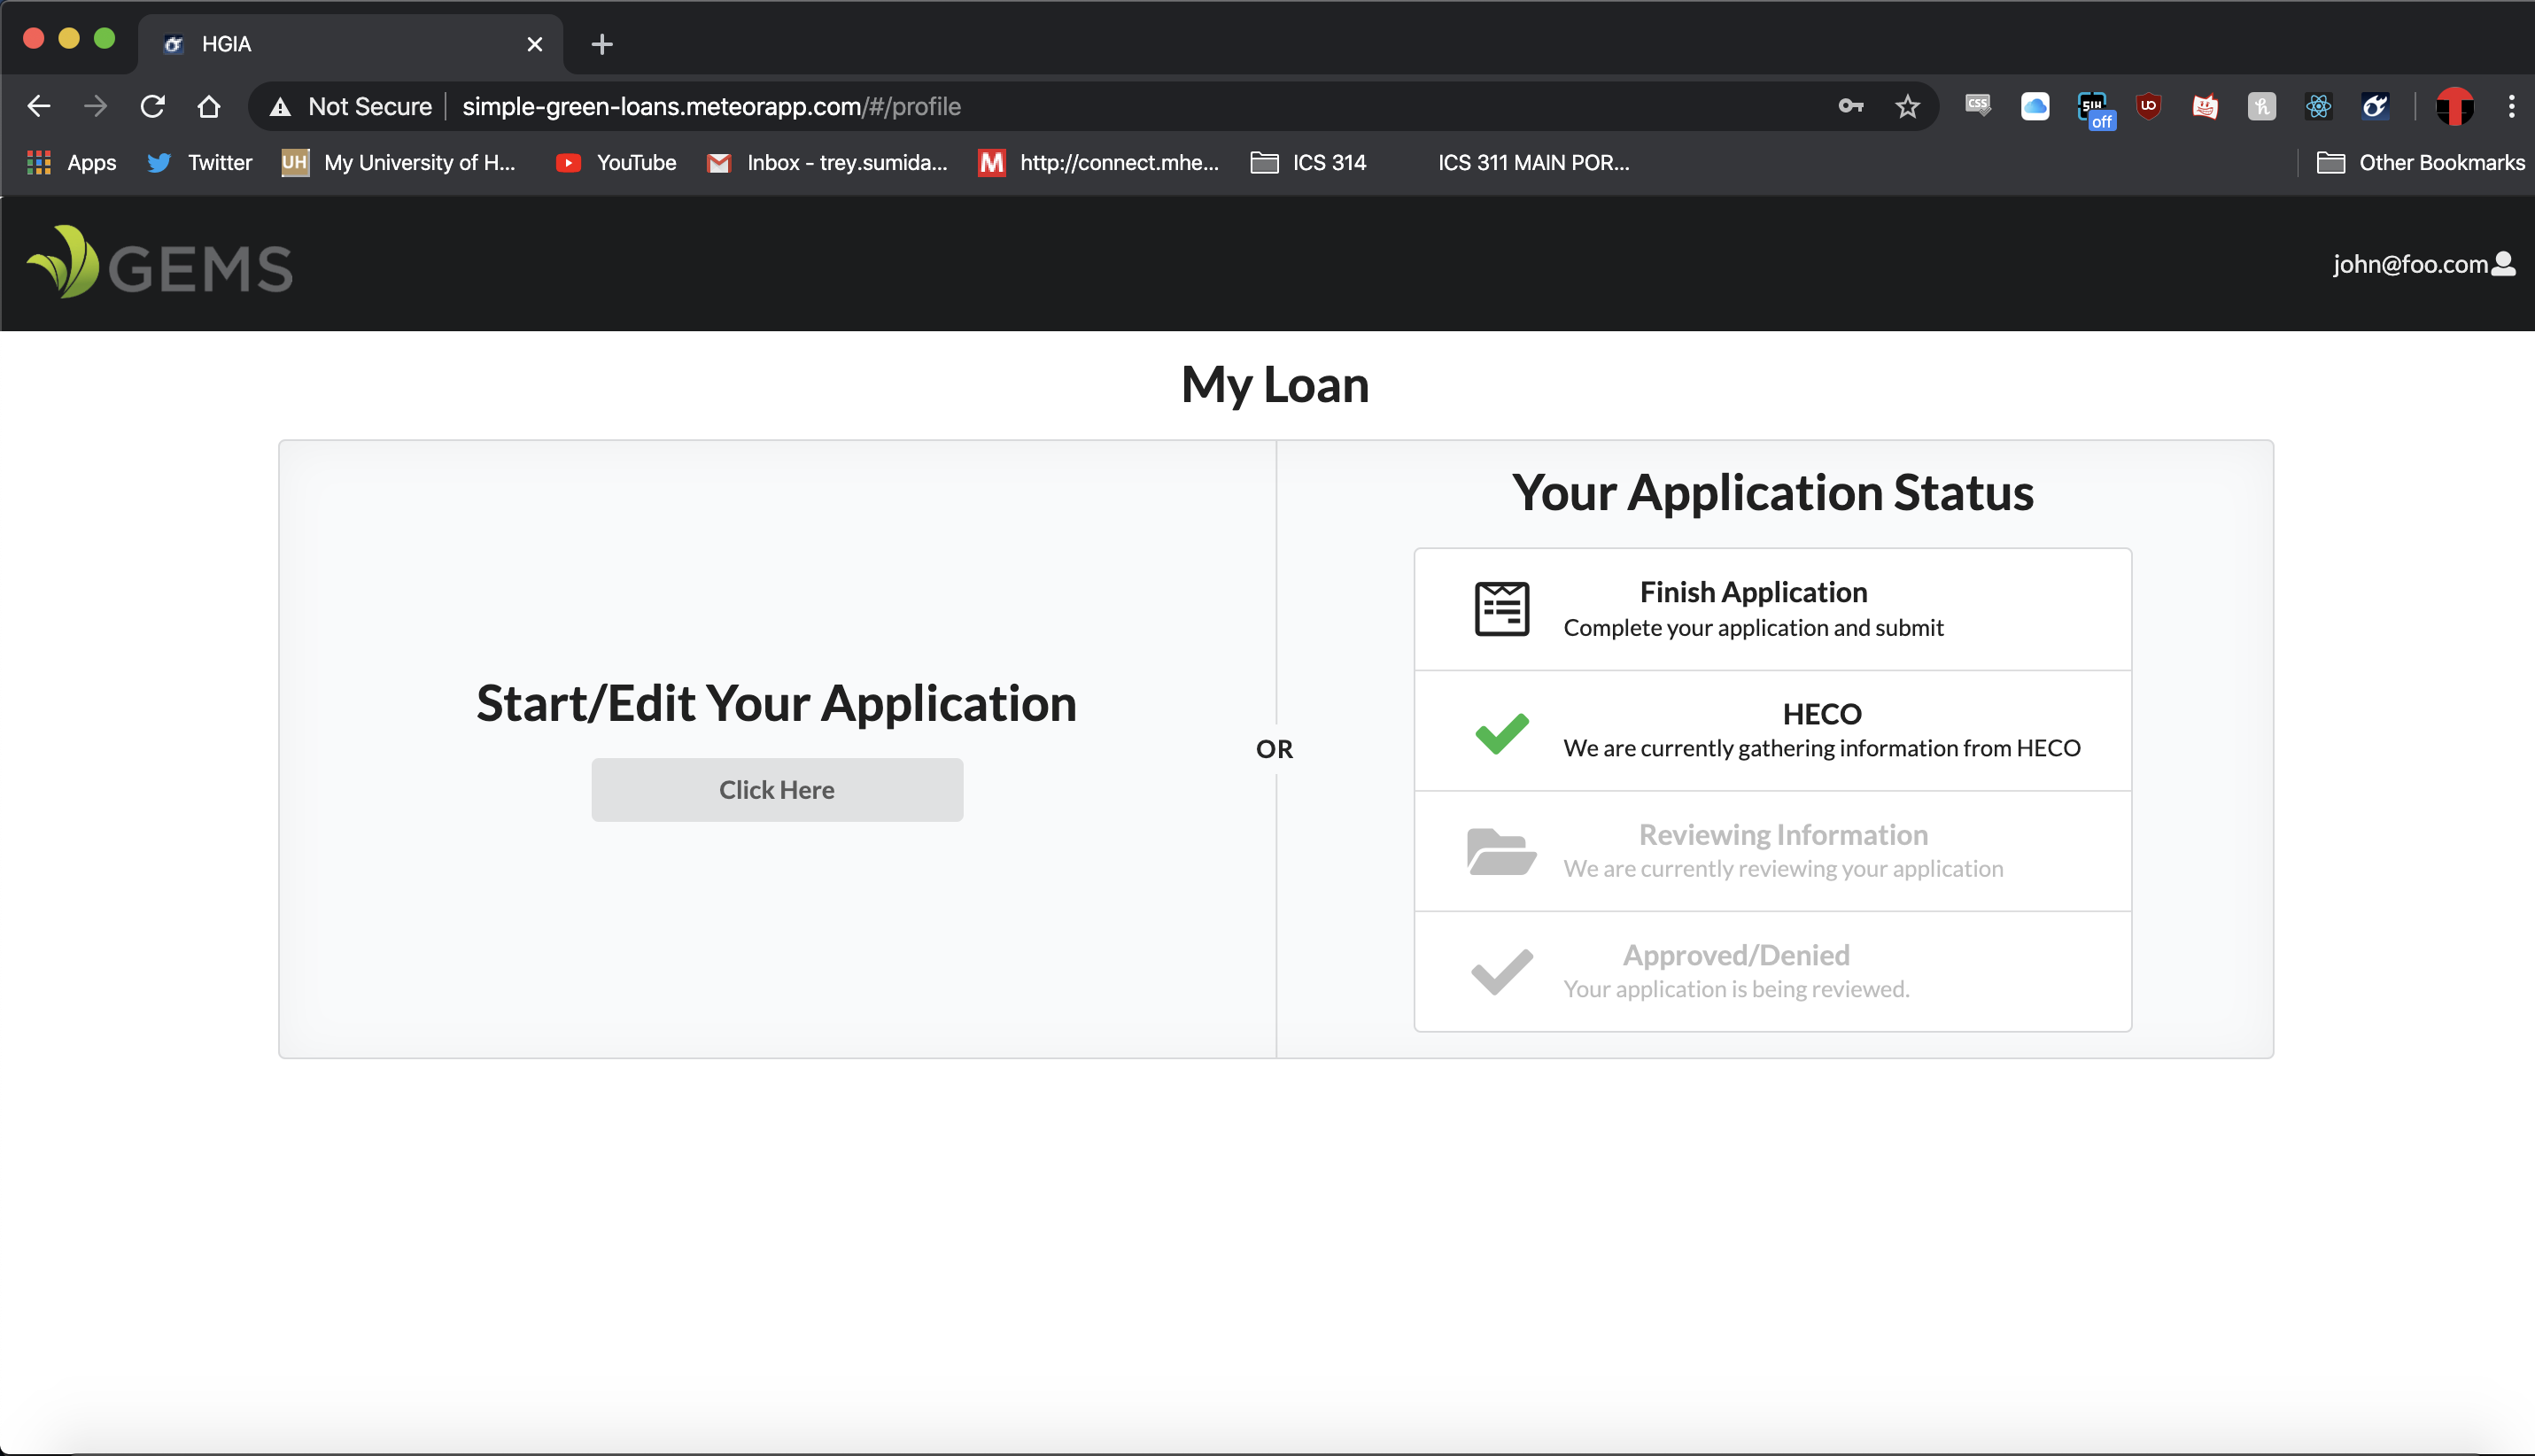 HGIA
Not Secure simple-green-loans.meteorapp.com/#/profile
CSS
off
UO
h
Apps Twitter UH My University of H... YouTube Inbox - trey.sumida... M http://connect.mhe... ICS 314 ICS 311 MAIN POR... Other Bookmarks
GEMS
john@foo.com
My Loan
Start/Edit Your Application
Click Here
OR
Your Application Status
Finish Application
Complete your application and submit
HECO
We are currently gathering information from HECO
Reviewing Information
We are currently reviewing your application
Approved/Denied
Your application is being reviewed.